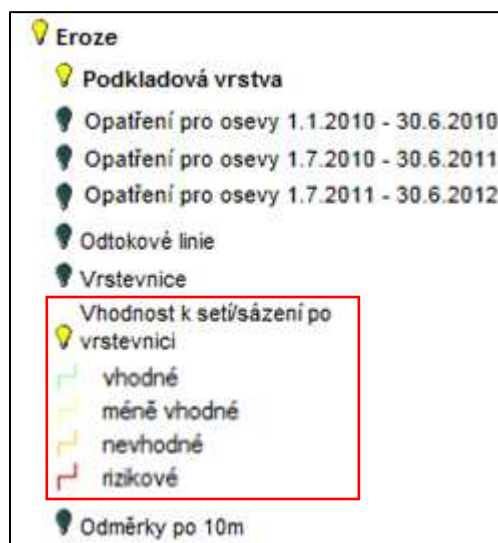 Eroze
Podkladová vrstva
Opatření pro osevy 1.1.2010 - 30.6.2010
Opatření pro osevy 1.7.2010 - 30.6.2011
Opatření pro osevy 1.7.2011 - 30.6.2012
Odtokové linie
Vrstevnice
Vhodnost k setí/sázení po
vrstevnici
vhodné
méně vhodné
nevhodné
rizikové
Odměrky po 10m